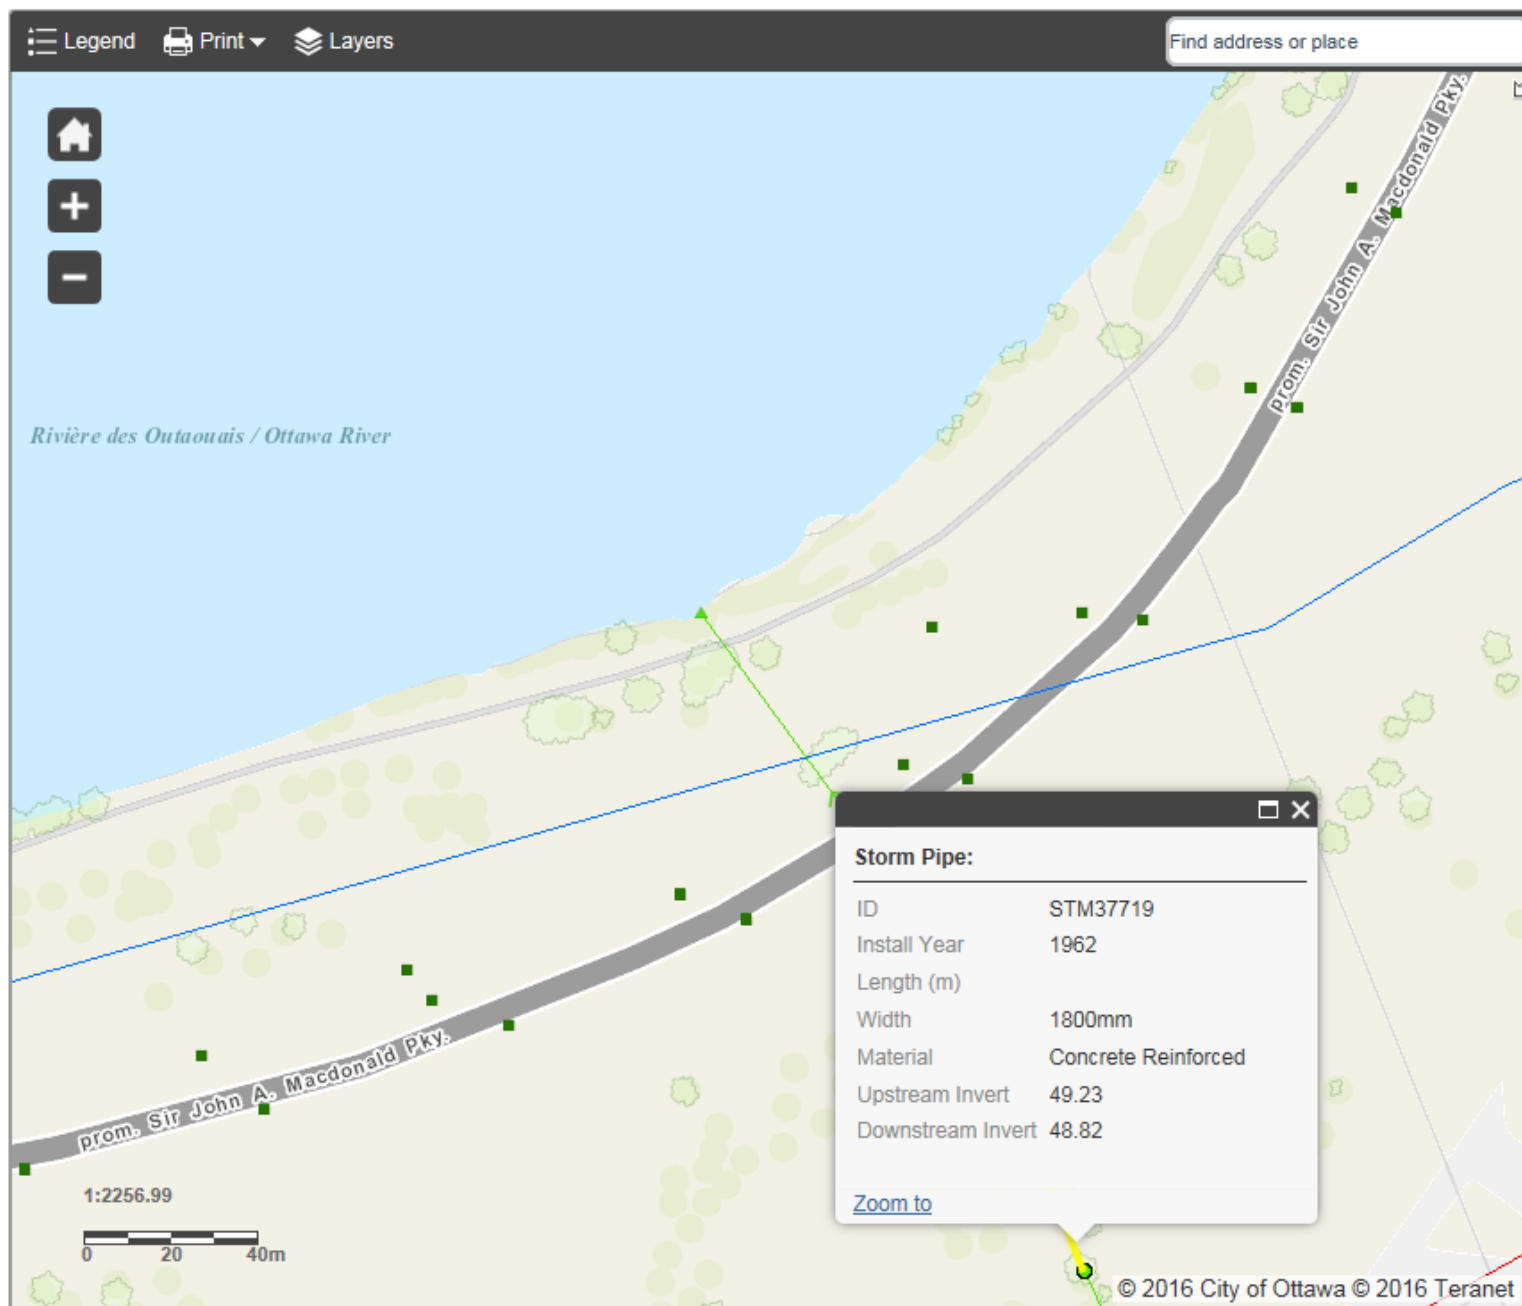 Legend Print Layers Find address or place
prom. Sir John A. Macdonald Pky.
Rivière des Outaouais / Ottawa River
Storm Pipe:
ID STM37719
Install Year 1962
Length (m)
Width 1800mm
Material Concrete Reinforced
Upstream Invert 49.23
Downstream Invert 48.82
Zoom to
prom. Sir John A. Macdonald Pky.
1:2256.99
0 20 40m
© 2016 City of Ottawa © 2016 Teranet